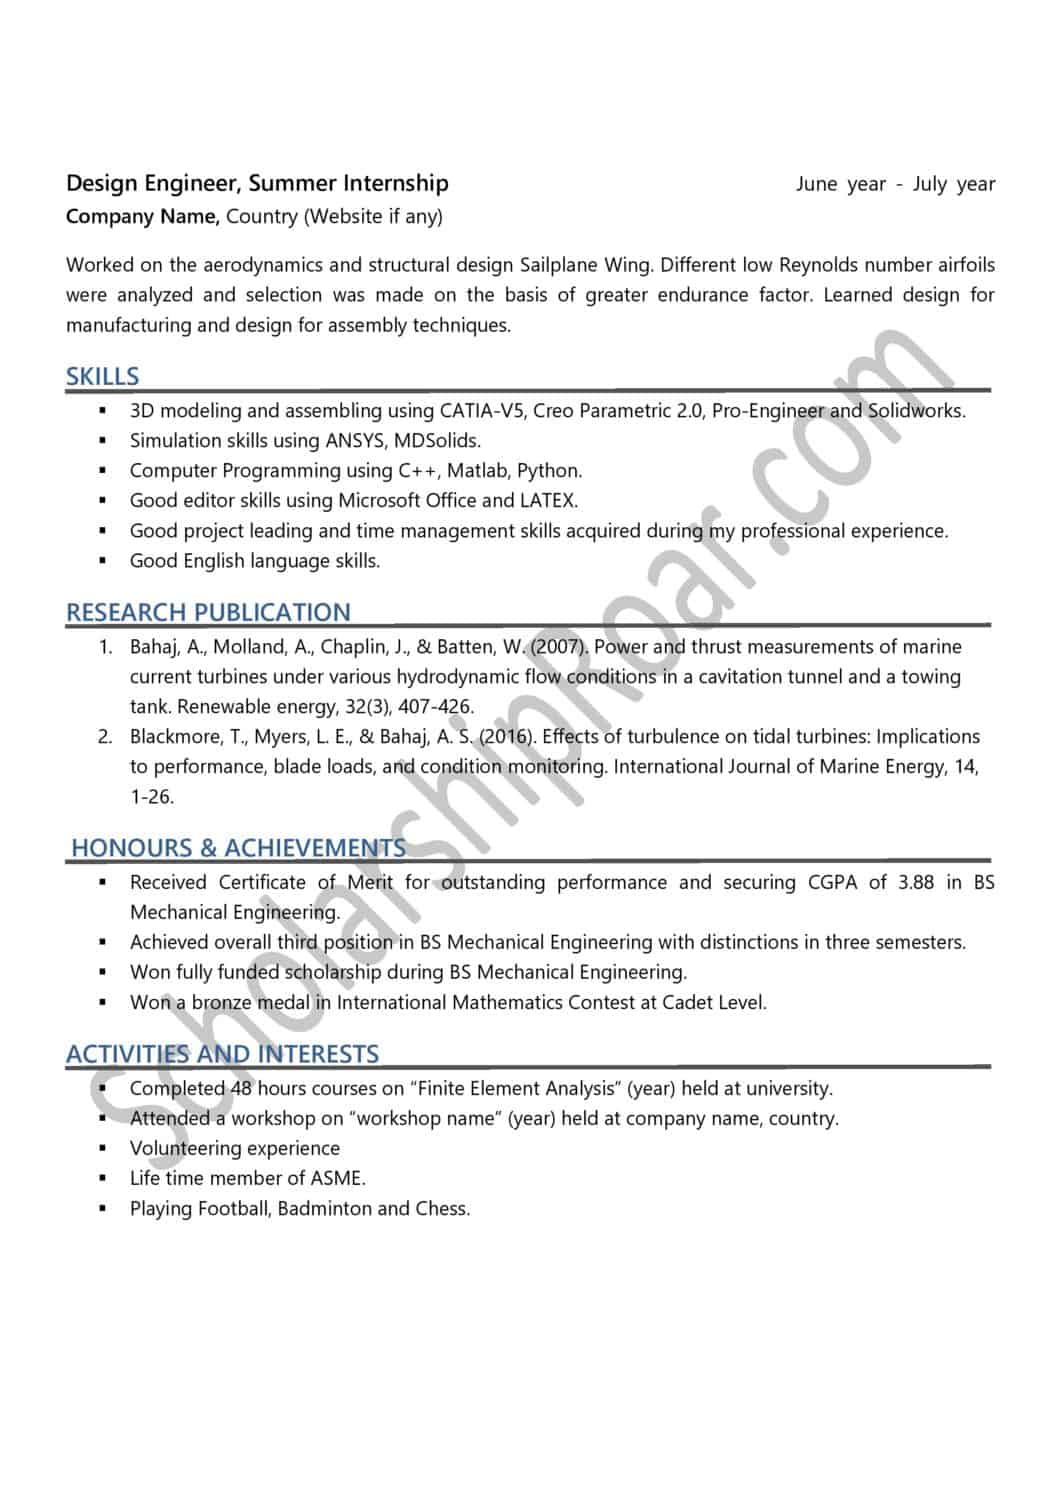 Design Engineer, Summer Internship June year - July year
Company Name, Country (Website if any)
Worked on the aerodynamics and structural design Sailplane Wing. Different low Reynolds number airfoils
were analyzed and selection was made on the basis of greater endurance factor. Learned design for
manufacturing and design for assembly techniques.
SKILLS
▪ 3D modeling and assembling using CATIA-V5, Creo Parametric 2.0, Pro-Engineer and Solidworks.
▪ Simulation skills using ANSYS, MDSolids.
▪ Computer Programming using C++, Matlab, Python.
▪ Good editor skills using Microsoft Office and LATEX.
▪ Good project leading and time management skills acquired during my professional experience.
▪ Good English language skills.
RESEARCH PUBLICATION
1. Bahaj, A., Molland, A., Chaplin, J., & Batten, W. (2007). Power and thrust measurements of marine
current turbines under various hydrodynamic flow conditions in a cavitation tunnel and a towing
tank. Renewable energy, 32(3), 407-426.
2. Blackmore, T., Myers, L. E., & Bahaj, A. S. (2016). Effects of turbulence on tidal turbines: Implications
to performance, blade loads, and condition monitoring. International Journal of Marine Energy, 14,
1-26.
HONOURS & ACHIEVEMENTS
▪ Received Certificate of Merit for outstanding performance and securing CGPA of 3.88 in BS
Mechanical Engineering.
▪ Achieved overall third position in BS Mechanical Engineering with distinctions in three semesters.
▪ Won fully funded scholarship during BS Mechanical Engineering.
▪ Won a bronze medal in International Mathematics Contest at Cadet Level.
ACTIVITIES AND INTERESTS
▪ Completed 48 hours courses on “Finite Element Analysis” (year) held at university.
▪ Attended a workshop on “workshop name” (year) held at company name, country.
▪ Volunteering experience
▪ Life time member of ASME.
▪ Playing Football, Badminton and Chess.
ScholarshipRoar.com